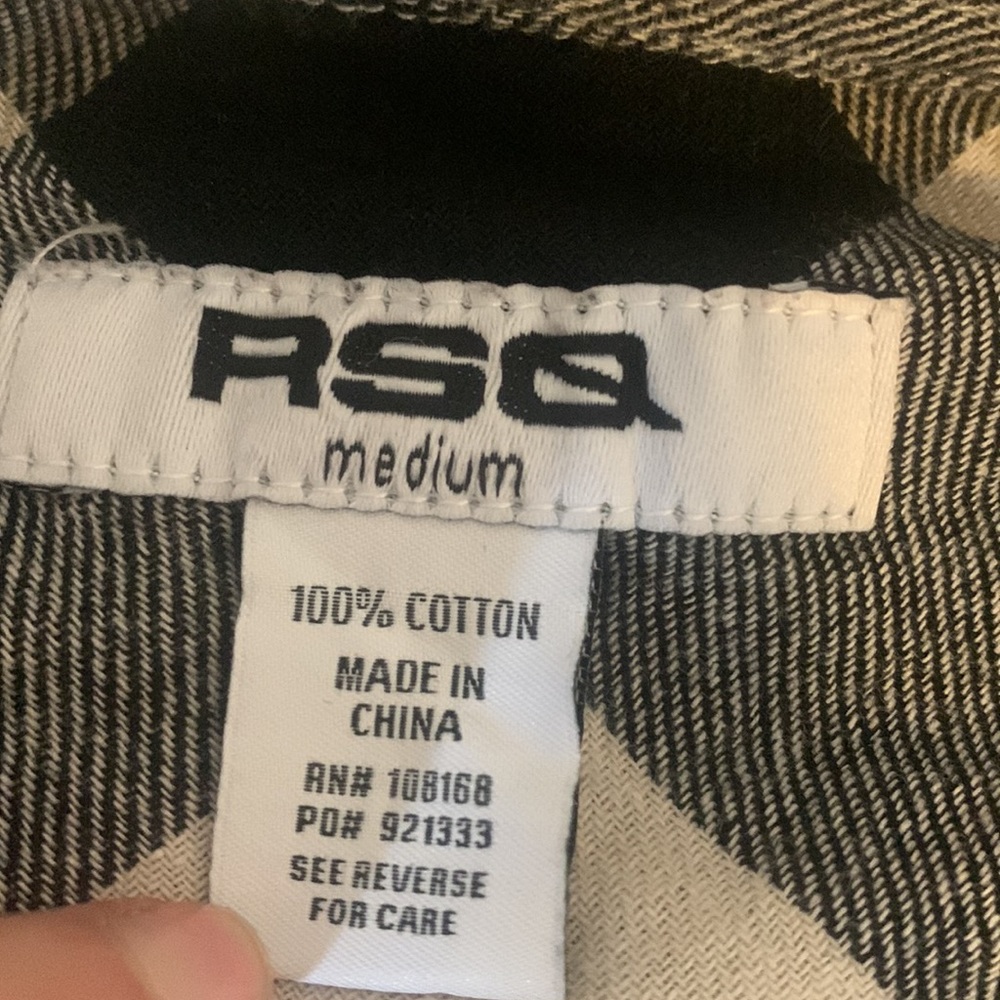 RSQ
medium
100% COTTON
MADE IN
CHINA
RN# 108168
PO# 921333
SEE REVERSE
FOR CARE